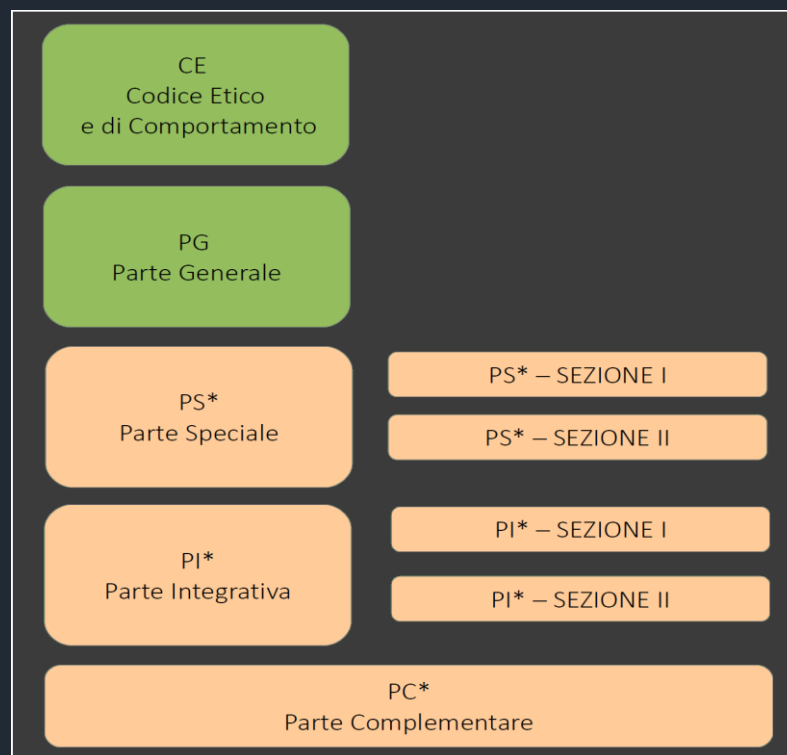 CE
Codice Etico
e di Comportamento
PG
Parte Generale
PS*
Parte Speciale
PS* – SEZIONE I
PS* – SEZIONE II
PI*
Parte Integrativa
PI* – SEZIONE I
PI* – SEZIONE II
PC*
Parte Complementare